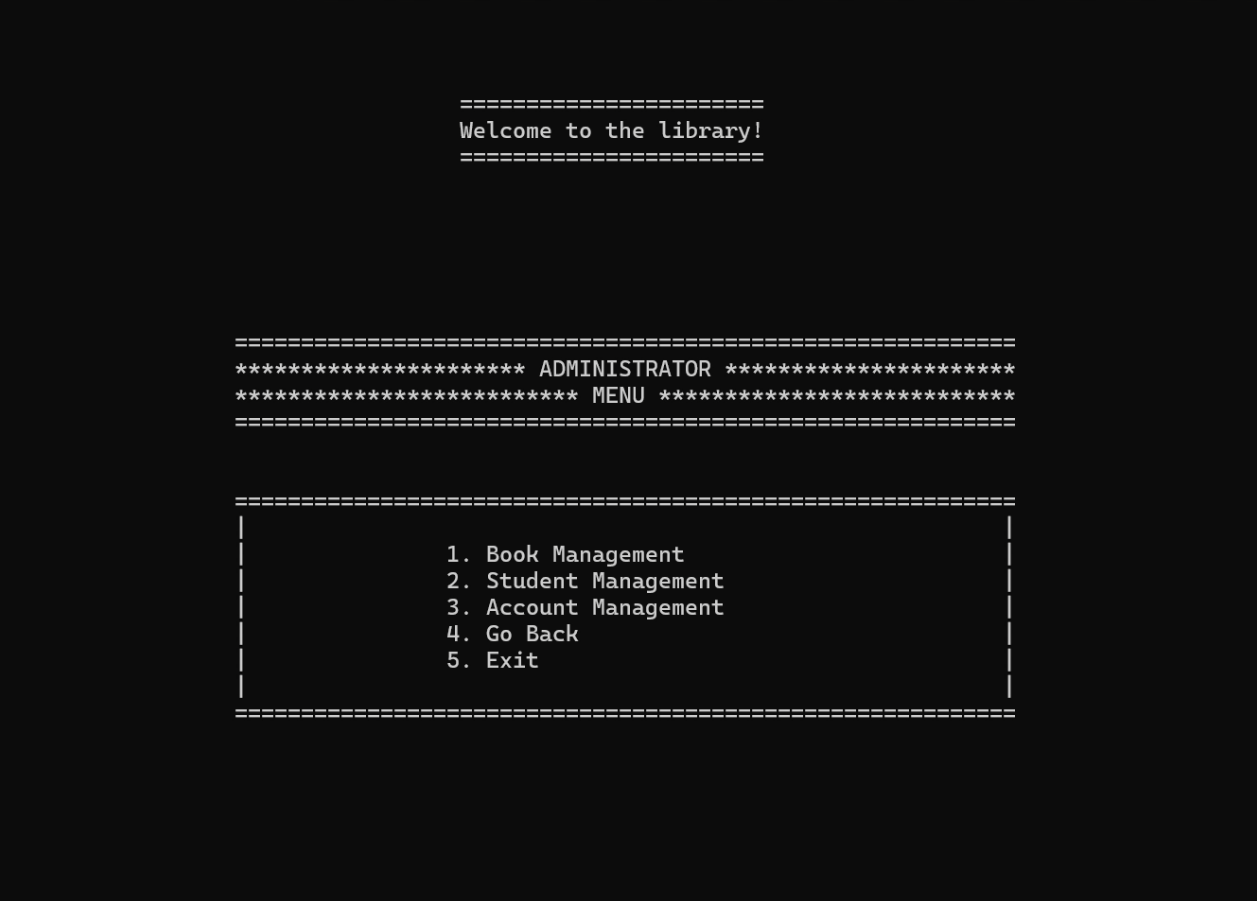 =======================
Welcome to the library!
=======================
===========================================================
********************** ADMINISTRATOR **********************
************************** MENU ***************************
===========================================================
===========================================================
| |
| 1. Book Management |
| 2. Student Management |
| 3. Account Management |
| 4. Go Back |
| 5. Exit |
| |
===========================================================